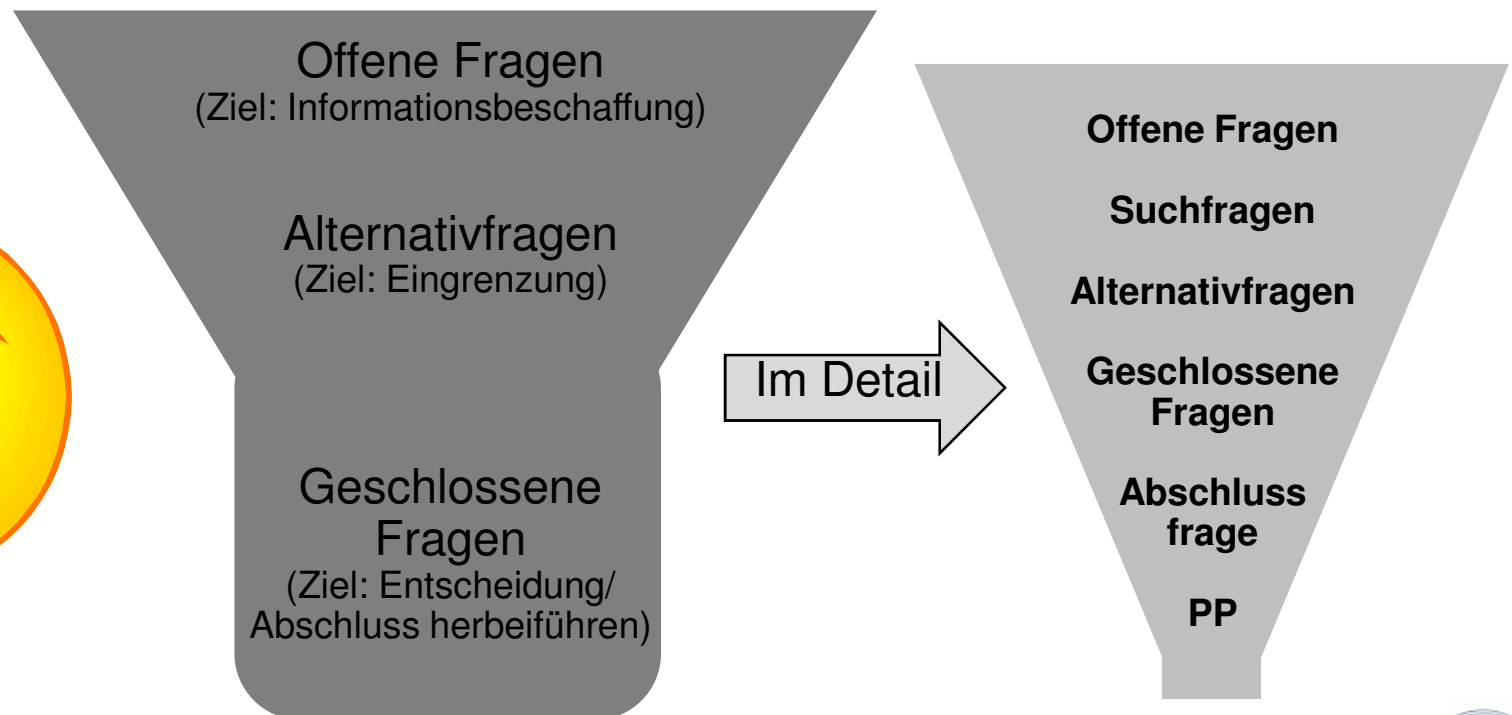 Offene Fragen
(Ziel: Informationsbeschaffung)
Alternativfragen
(Ziel: Eingrenzung)
Geschlossene
Fragen
(Ziel: Entscheidung/
Abschluss herbeiführen)
Im Detail
Offene Fragen
Suchfragen
Alternativfragen
Geschlossene
Fragen
Abschluss
frage
PP